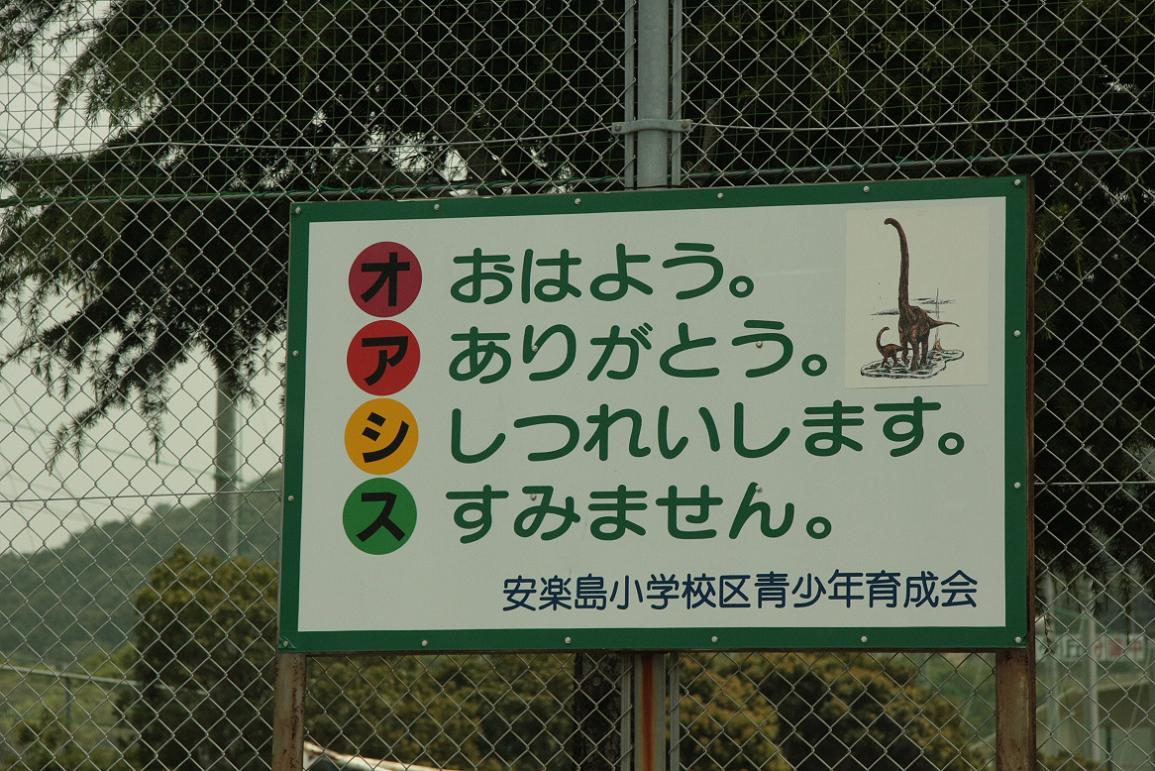 オ おはよう。
ア ありがとう。
シ しつれいします。
ス すみません。
安楽島小学校区青少年育成会